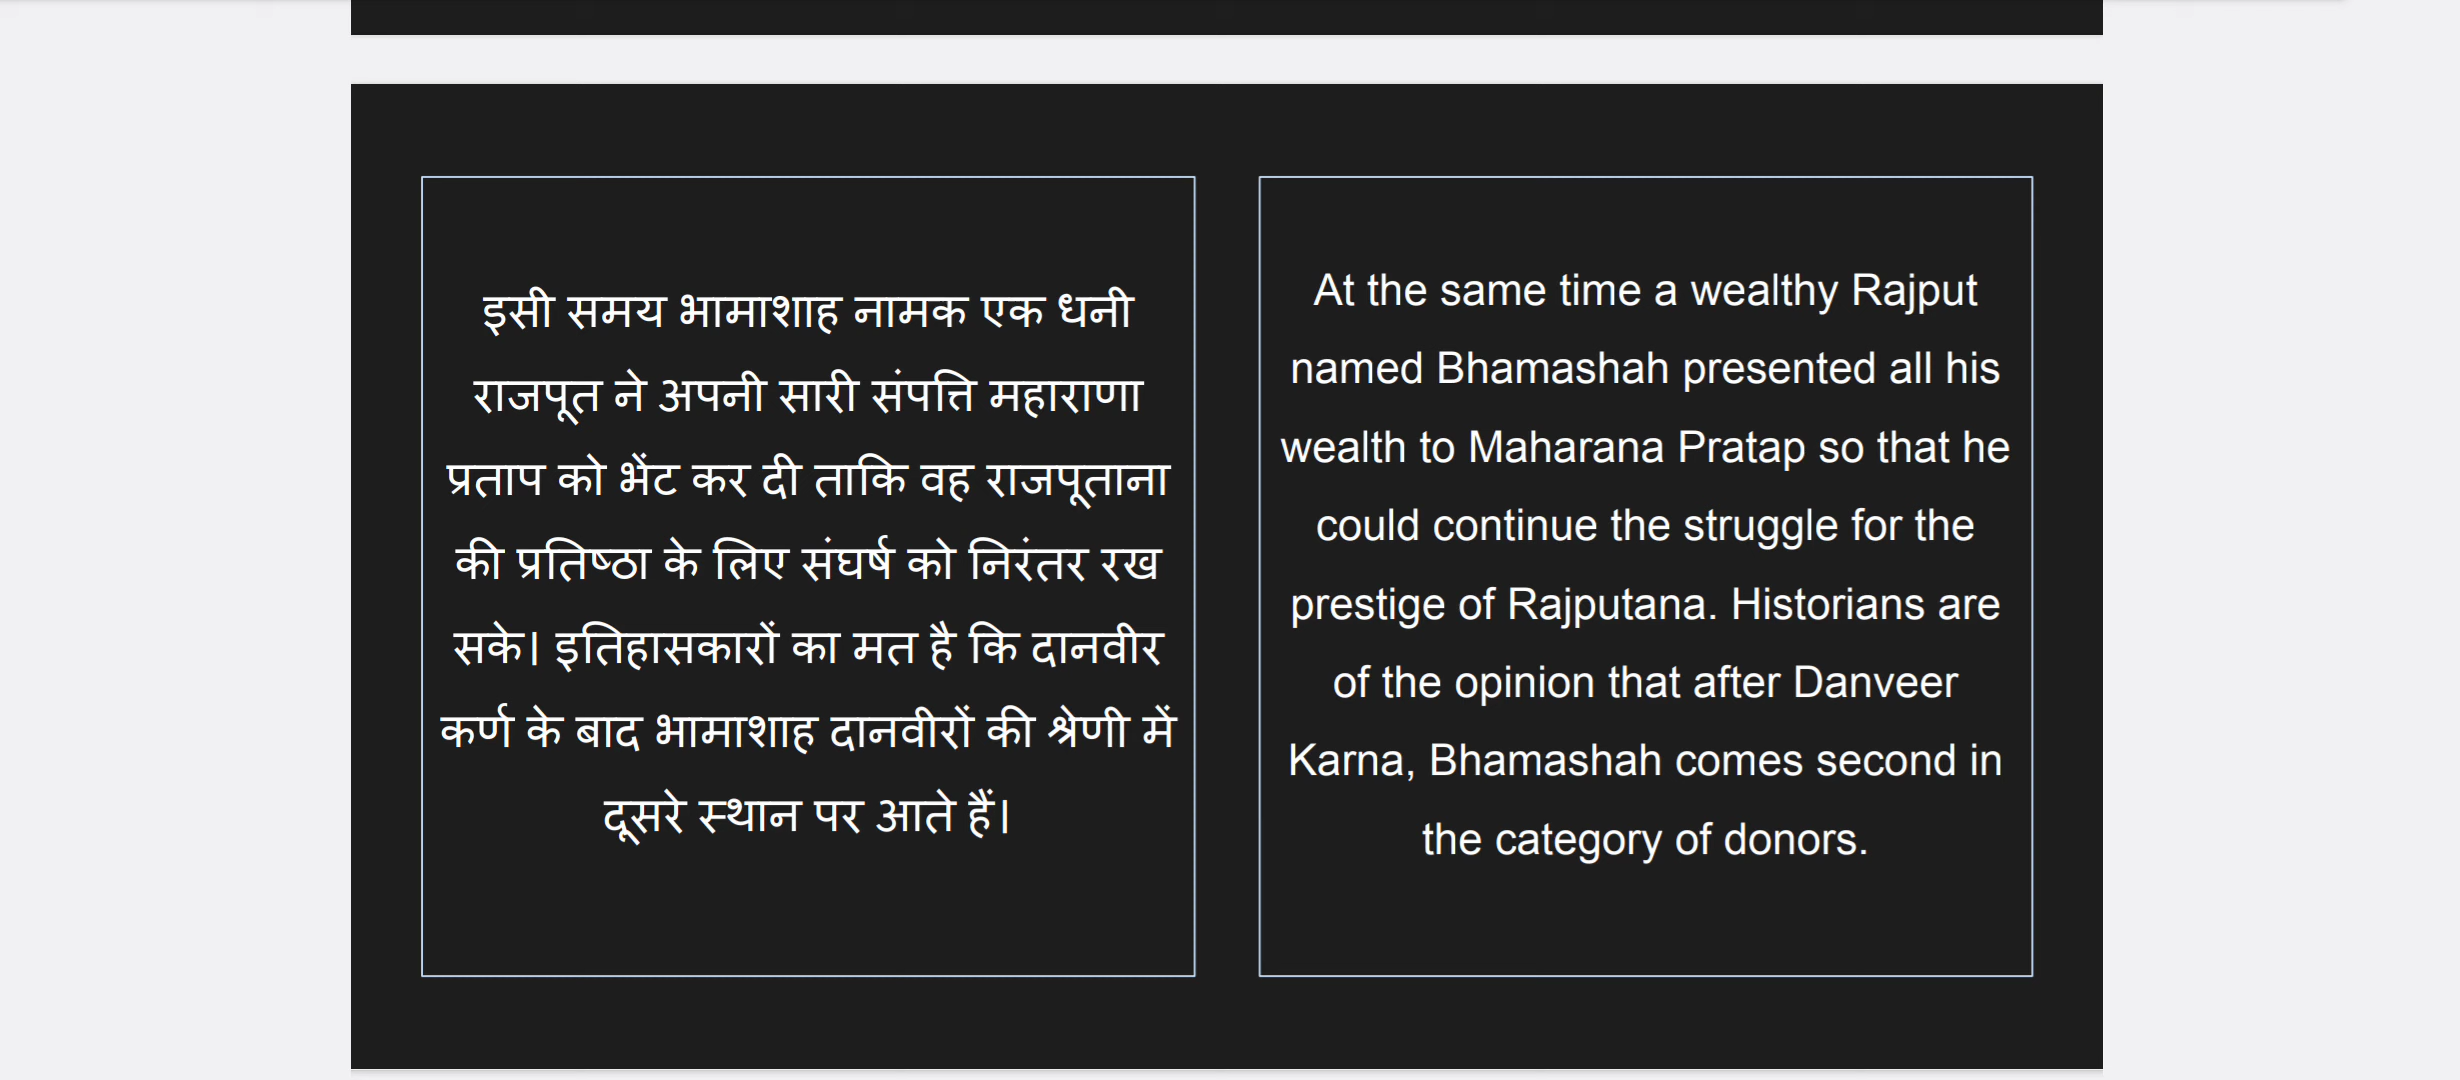 इसी समय भामाशाह नामक एक धनी
राजपूत ने अपनी सारी संपत्ति महाराणा
प्रताप को भेंट कर दी ताकि वह राजपूताना
की प्रतिष्ठा के लिए संघर्ष को निरंतर रख
सके। इतिहासकारों का मत है कि दानवीर
कर्ण के बाद भामाशाह दानवीरों की श्रेणी में
दूसरे स्थान पर आते हैं।
At the same time a wealthy Rajput
named Bhamashah presented all his
wealth to Maharana Pratap so that he
could continue the struggle for the
prestige of Rajputana. Historians are
of the opinion that after Danveer
Karna, Bhamashah comes second in
the category of donors.